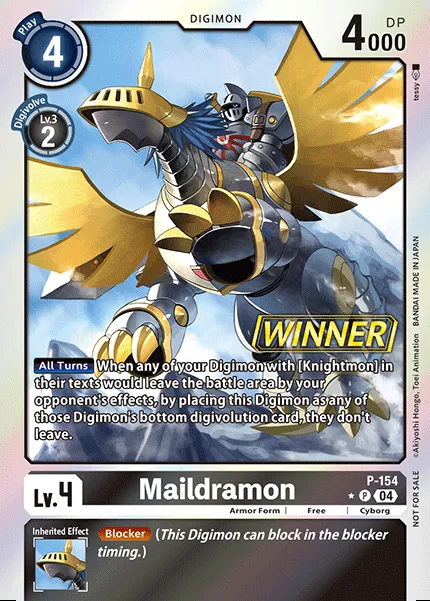 DIGIMON
Play
4
4000
DP
Digivolve
Lv.3
2
tessy
WINNER
All Turns When any of your Digimon with [Knightmon] in
their texts would leave the battle area by your
opponent's effects, by placing this Digimon as any of
those Digimon's bottom digivolution card, they don't
leave.
©Akiyoshi Hongo, Toei Animation BANDAI MADE IN JAPAN
NOT FOR SALE
Lv.4
Maildramon
P-154
P 04
Armor Form | Free | Cyborg
Inherited Effect
Blocker (This Digimon can block in the blocker
timing.)